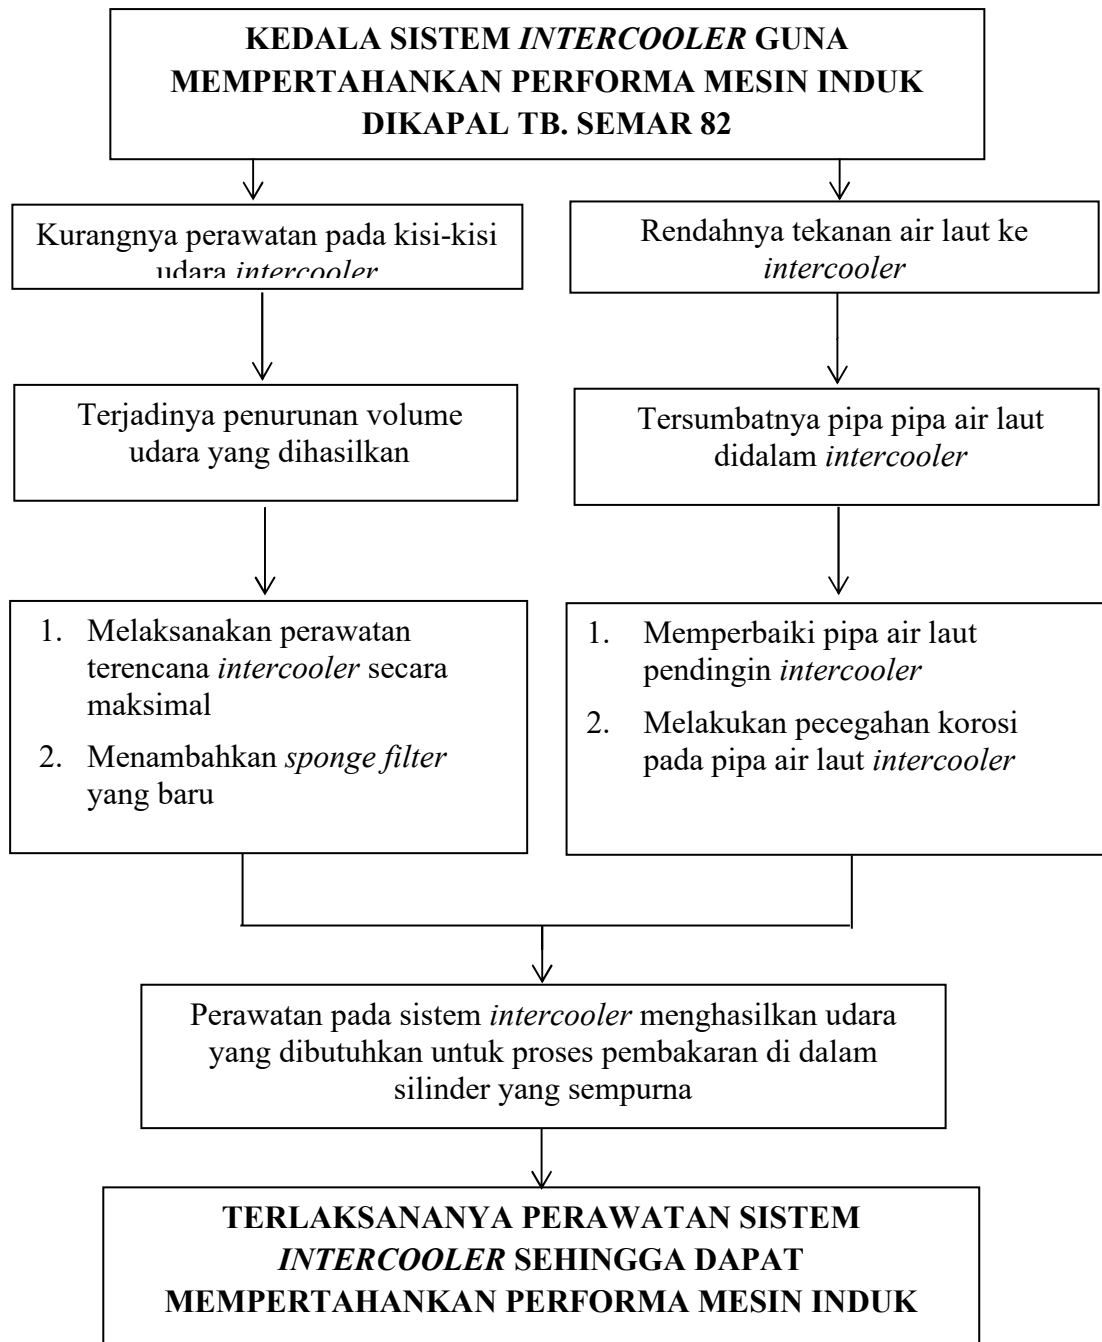 KEDALA SISTEM INTERCOOLER GUNA
MEMPERTAHANKAN PERFORMA MESIN INDUK
DIKAPAL TB. SEMAR 82
Kurangnya perawatan pada kisi-kisi
udara intercooler
Rendahnya tekanan air laut ke
intercooler
Terjadinya penurunan volume
udara yang dihasilkan
Tersumbatnya pipa pipa air laut
didalam intercooler
1. Melaksanakan perawatan
terencana intercooler secara
maksimal
2. Menambahkan sponge filter
yang baru
1. Memperbaiki pipa air laut
pendingin intercooler
2. Melakukan pecegahan korosi
pada pipa air laut intercooler
Perawatan pada sistem intercooler menghasilkan udara
yang dibutuhkan untuk proses pembakaran di dalam
silinder yang sempurna
TERLAKSANANYA PERAWATAN SISTEM
INTERCOOLER SEHINGGA DAPAT
MEMPERTAHANKAN PERFORMA MESIN INDUK